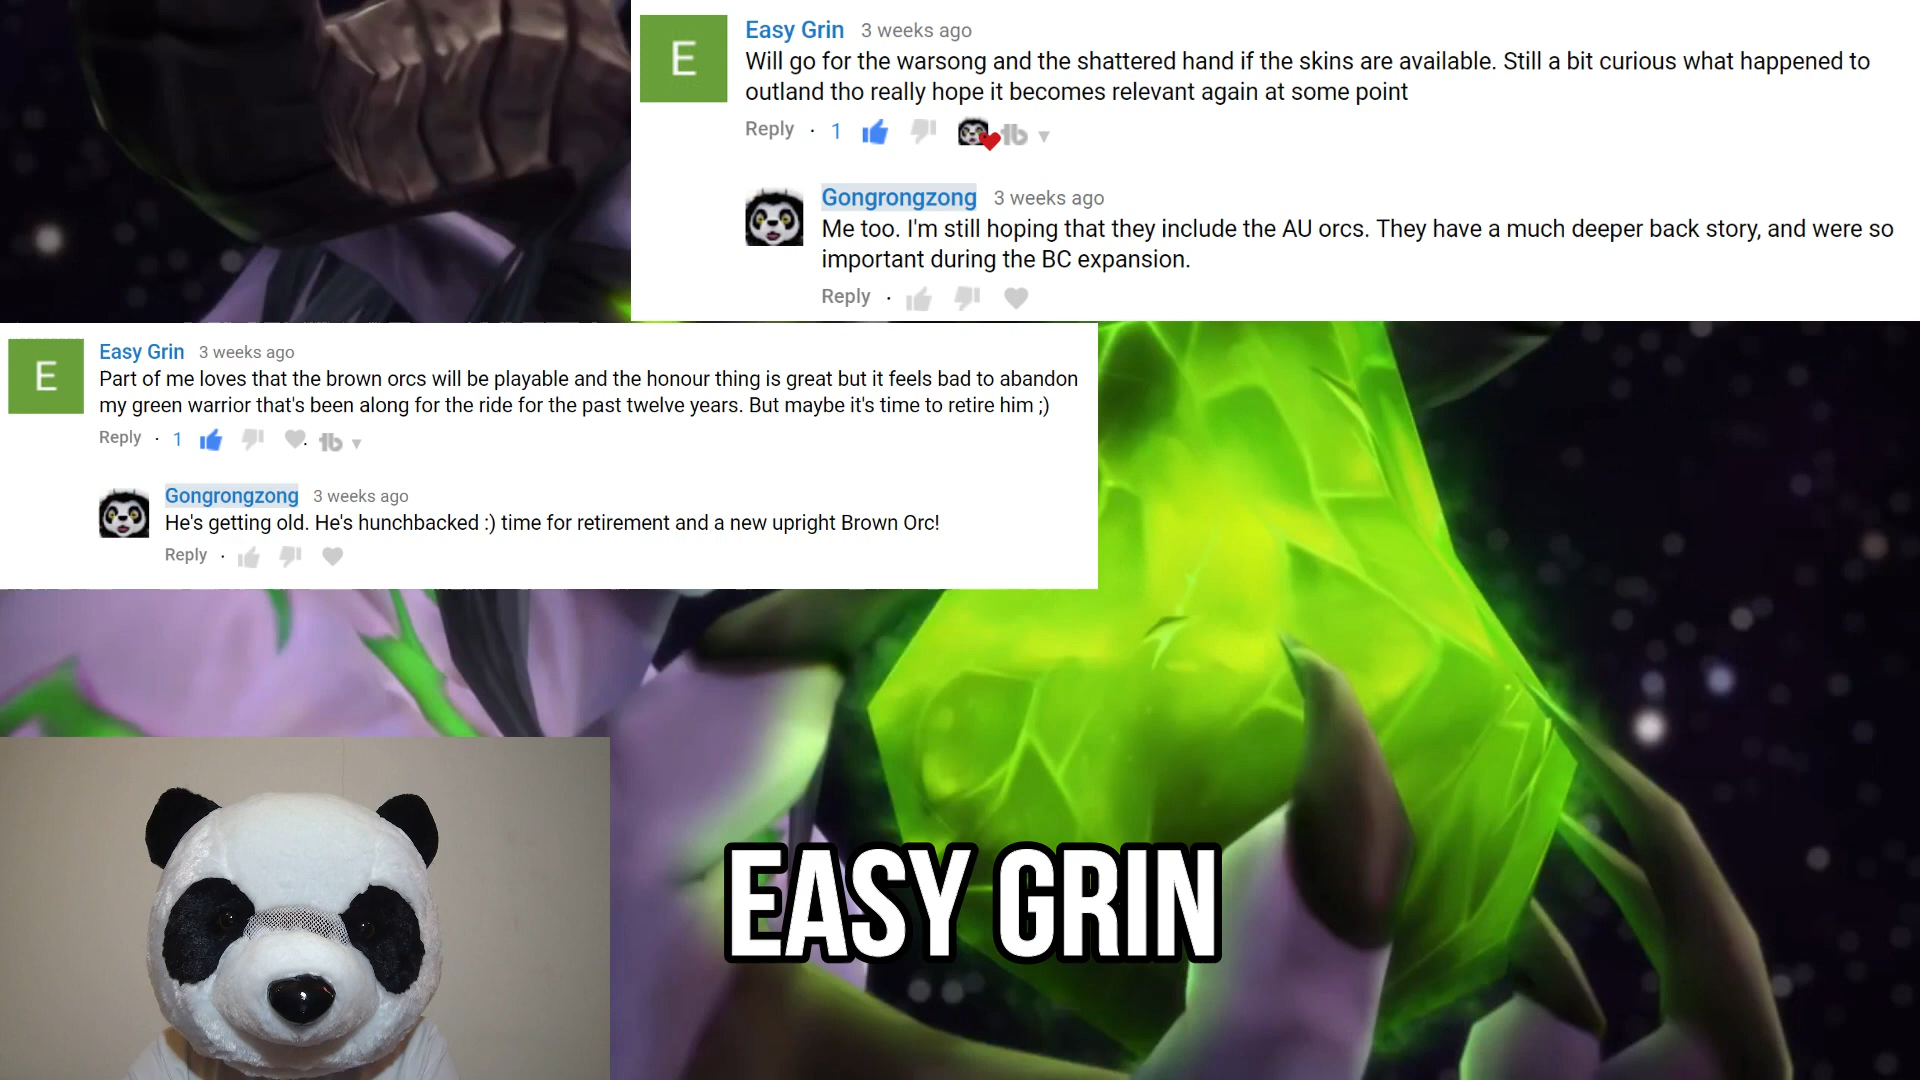 E
Easy Grin 3 weeks ago
Will go for the warsong and the shattered hand if the skins are available. Still a bit curious what happened to
outland tho really hope it becomes relevant again at some point
Reply · 1 tb
Gongrongzong 3 weeks ago
Me too. I'm still hoping that they include the AU orcs. They have a much deeper back story, and were so
important during the BC expansion.
Reply ·
E
Easy Grin 3 weeks ago
Part of me loves that the brown orcs will be playable and the honour thing is great but it feels bad to abandon
my green warrior that's been along for the ride for the past twelve years. But maybe it's time to retire him ;)
Reply · 1 tb
Gongrongzong 3 weeks ago
He's getting old. He's hunchbacked :) time for retirement and a new upright Brown Orc!
Reply ·
EASY GRIN